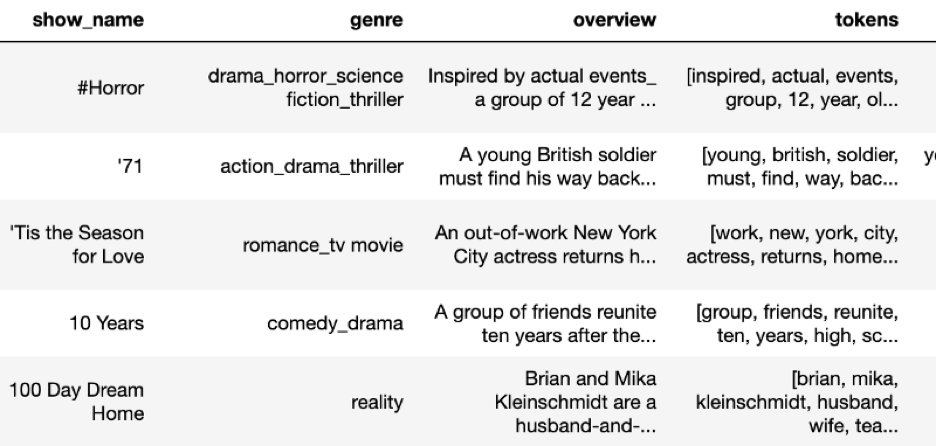 show_name genre overview tokens
#Horror drama_horror_science fiction_thriller Inspired by actual events_ a group of 12 year ... [inspired, actual, events, group, 12, year, ol...
'71 action_drama_thriller A young British soldier must find his way back... [young, british, soldier, must, find, way, bac...
'Tis the Season for Love romance_tv movie An out-of-work New York City actress returns h... [work, new, york, city, actress, returns, home...
10 Years comedy_drama A group of friends reunite ten years after the... [group, friends, reunite, ten, years, high, sc...
100 Day Dream Home reality Brian and Mika Kleinschmidt are a husband-and-... [brian, mika, kleinschmidt, husband, wife, tea...